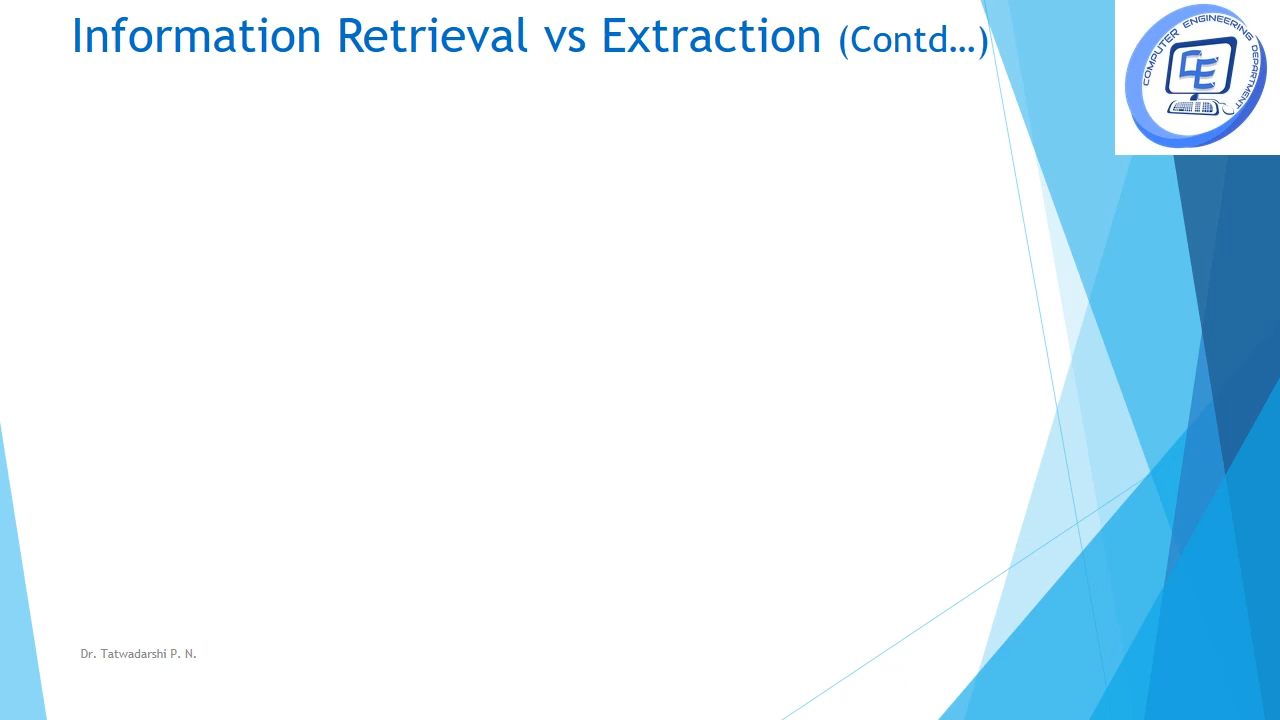 Information Retrieval vs Extraction (Contd…)
COMPUTER ENGINEERING DEPARTMENT
CE
Dr. Tatwadarshi P. N.